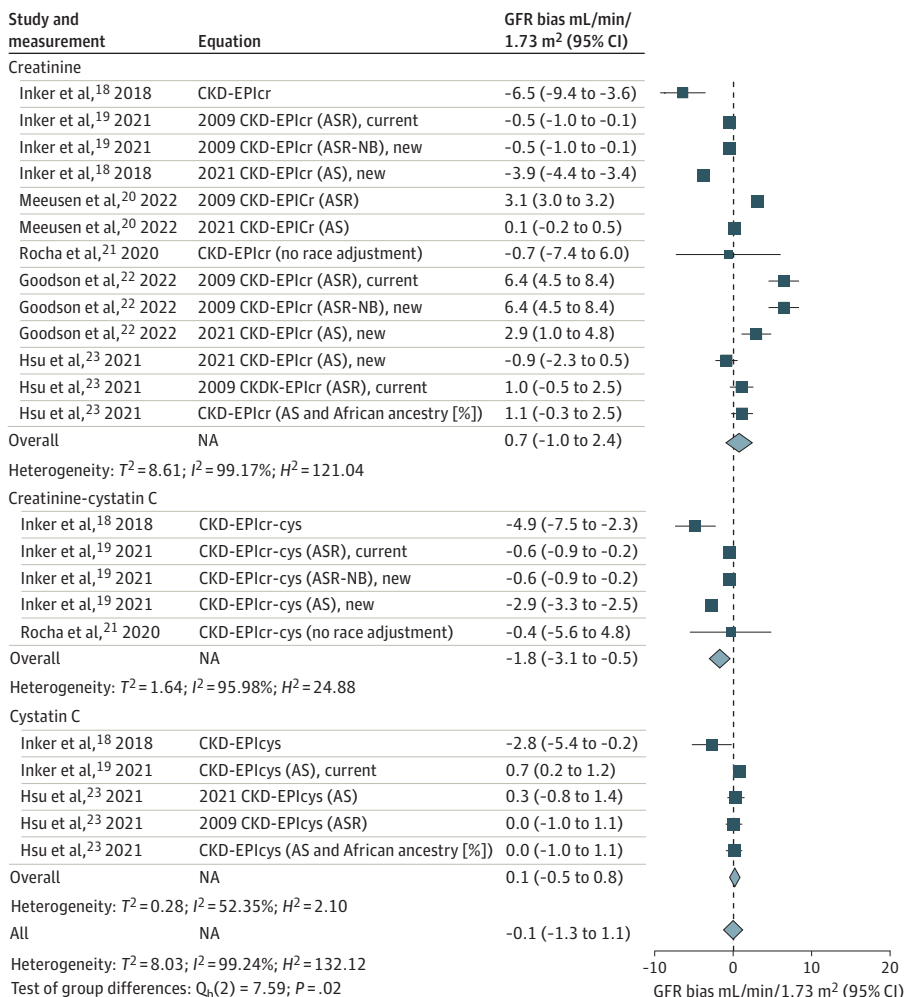 Study and measurement Equation GFR bias mL/min/1.73 m² (95% CI)
Creatinine
Inker et al,18 2018 CKD-EPIcr -6.5 (-9.4 to -3.6)
Inker et al,19 2021 2009 CKD-EPIcr (ASR), current -0.5 (-1.0 to -0.1)
Inker et al,19 2021 2009 CKD-EPIcr (ASR-NB), new -0.5 (-1.0 to -0.1)
Inker et al,18 2018 2021 CKD-EPICr (AS), new -3.9 (-4.4 to -3.4)
Meeusen et al,20 2022 2009 CKD-EPICr (ASR) 3.1 (3.0 to 3.2)
Meeusen et al,20 2022 2021 CKD-EPICr (AS) 0.1 (-0.2 to 0.5)
Rocha et al,21 2020 CKD-EPIcr (no race adjustment) -0.7 (-7.4 to 6.0)
Goodson et al,22 2022 2009 CKD-EPIcr (ASR), current 6.4 (4.5 to 8.4)
Goodson et al,22 2022 2009 CKD-EPIcr (ASR-NB), new 6.4 (4.5 to 8.4)
Goodson et al,22 2022 2021 CKD-EPIcr (AS), new 2.9 (1.0 to 4.8)
Hsu et al,23 2021 2021 CKD-EPIcr (AS), new -0.9 (-2.3 to 0.5)
Hsu et al,23 2021 2009 CKDK-EPIcr (ASR), current 1.0 (-0.5 to 2.5)
Hsu et al,23 2021 CKD-EPIcr (AS and African ancestry [%]) 1.1 (-0.3 to 2.5)
Overall NA 0.7 (-1.0 to 2.4)
Heterogeneity: T²=8.61; I²=99.17%; H²=121.04
Creatinine-cystatin C
Inker et al,18 2018 CKD-EPIcr-cys -4.9 (-7.5 to -2.3)
Inker et al,19 2021 CKD-EPIcr-cys (ASR), current -0.6 (-0.9 to -0.2)
Inker et al,19 2021 CKD-EPIcr-cys (ASR-NB), new -0.6 (-0.9 to -0.2)
Inker et al,19 2021 CKD-EPIcr-cys (AS), new -2.9 (-3.3 to -2.5)
Rocha et al,21 2020 CKD-EPIcr-cys (no race adjustment) -0.4 (-5.6 to 4.8)
Overall NA -1.8 (-3.1 to -0.5)
Heterogeneity: T²=1.64; I²=95.98%; H²=24.88
Cystatin C
Inker et al,18 2018 CKD-EPIcys -2.8 (-5.4 to -0.2)
Inker et al,19 2021 CKD-EPIcys (AS), current 0.7 (0.2 to 1.2)
Hsu et al,23 2021 2021 CKD-EPIcys (AS) 0.3 (-0.8 to 1.4)
Hsu et al,23 2021 2009 CKD-EPIcys (ASR) 0.0 (-1.0 to 1.1)
Hsu et al,23 2021 CKD-EPIcys (AS and African ancestry [%]) 0.0 (-1.0 to 1.1)
Overall NA 0.1 (-0.5 to 0.8)
Heterogeneity: T²=0.28; I²=52.35%; H²=2.10
All NA -0.1 (-1.3 to 1.1)
Heterogeneity: T²=8.03; I²=99.24%; H²=132.12
Test of group differences: Qb(2) = 7.59; P=.02
-10 0 10 20
GFR bias mL/min/1.73 m² (95% CI)